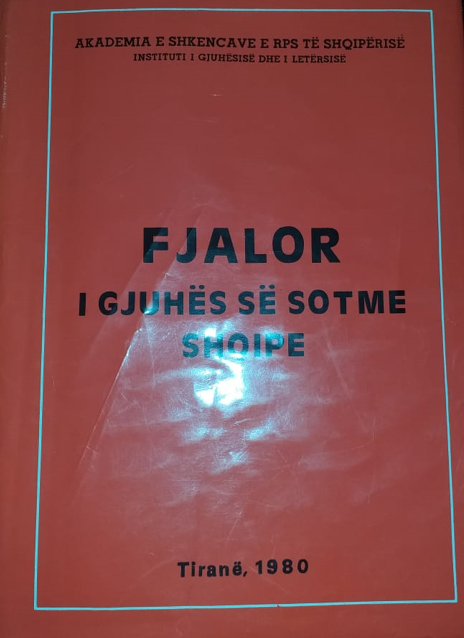 AKADEMIA E SHKENCAVE E RPS TË SHQIPËRISË
INSTITUTI I GJUHËSISË DHE I LETËRSISË
FJALOR
I GJUHËS SË SOTME
SHQIPE
Tiranë, 1980